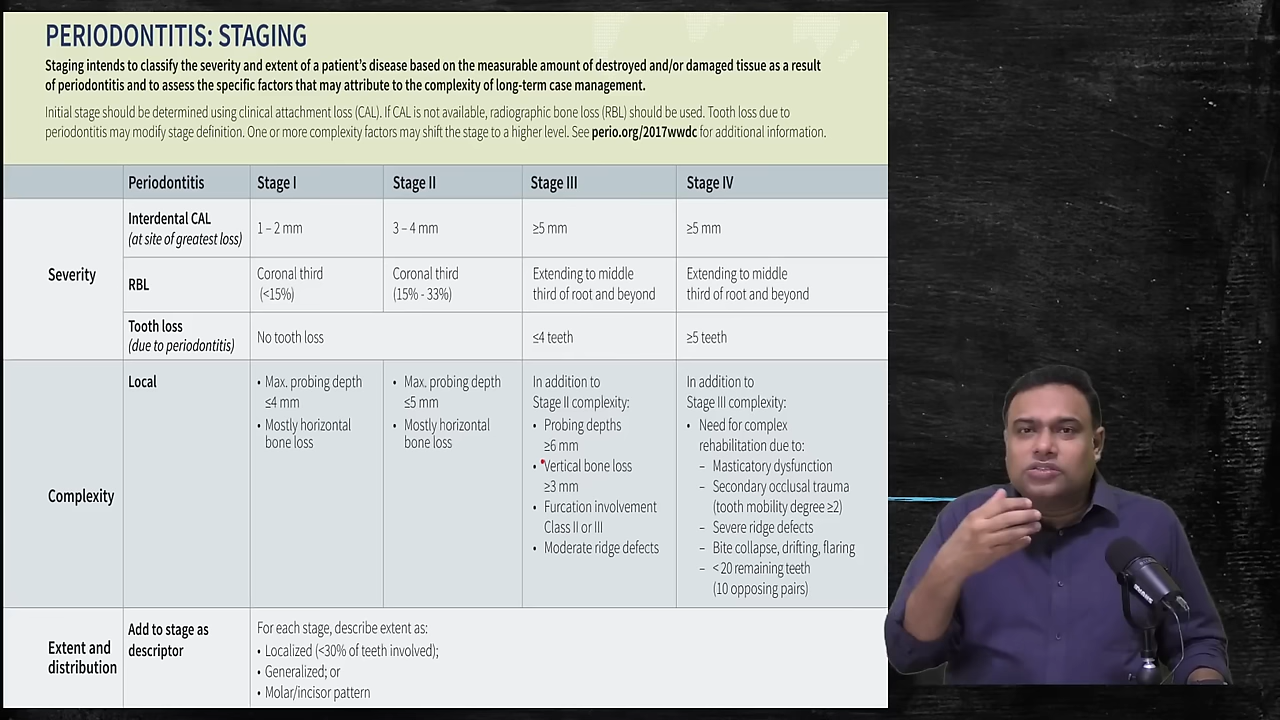 PERIODONTITIS: STAGING
Staging intends to classify the severity and extent of a patient's disease based on the measurable amount of destroyed and/or damaged tissue as a result
of periodontitis and to assess the specific factors that may attribute to the complexity of long-term case management.
Initial stage should be determined using clinical attachment loss (CAL). If CAL is not available, radiographic bone loss (RBL) should be used. Tooth loss due to
periodontitis may modify stage definition. One or more complexity factors may shift the stage to a higher level. See perio.org/2017wwdc for additional information.
Periodontitis Stage I Stage II Stage III Stage IV
Severity
Interdental CAL
(at site of greatest loss)
1 – 2 mm
3 – 4 mm
≥5 mm
≥5 mm
RBL
Coronal third
(<15%)
Coronal third
(15% - 33%)
Extending to middle
third of root and beyond
Extending to middle
third of root and beyond
Tooth loss
(due to periodontitis)
No tooth loss
≤4 teeth
≥5 teeth
Complexity
Local
• Max. probing depth
≤4 mm
• Mostly horizontal
bone loss
• Max. probing depth
≤5 mm
• Mostly horizontal
bone loss
In addition to
Stage II complexity:
• Probing depths
≥6 mm
• Vertical bone loss
≥3 mm
• Furcation involvement
Class II or III
• Moderate ridge defects
In addition to
Stage III complexity:
• Need for complex
rehabilitation due to:
– Masticatory dysfunction
– Secondary occlusal trauma
(tooth mobility degree ≥2)
– Severe ridge defects
– Bite collapse, drifting, flaring
– < 20 remaining teeth
(10 opposing pairs)
Extent and
distribution
Add to stage as
descriptor
For each stage, describe extent as:
• Localized (<30% of teeth involved);
• Generalized; or
• Molar/incisor pattern